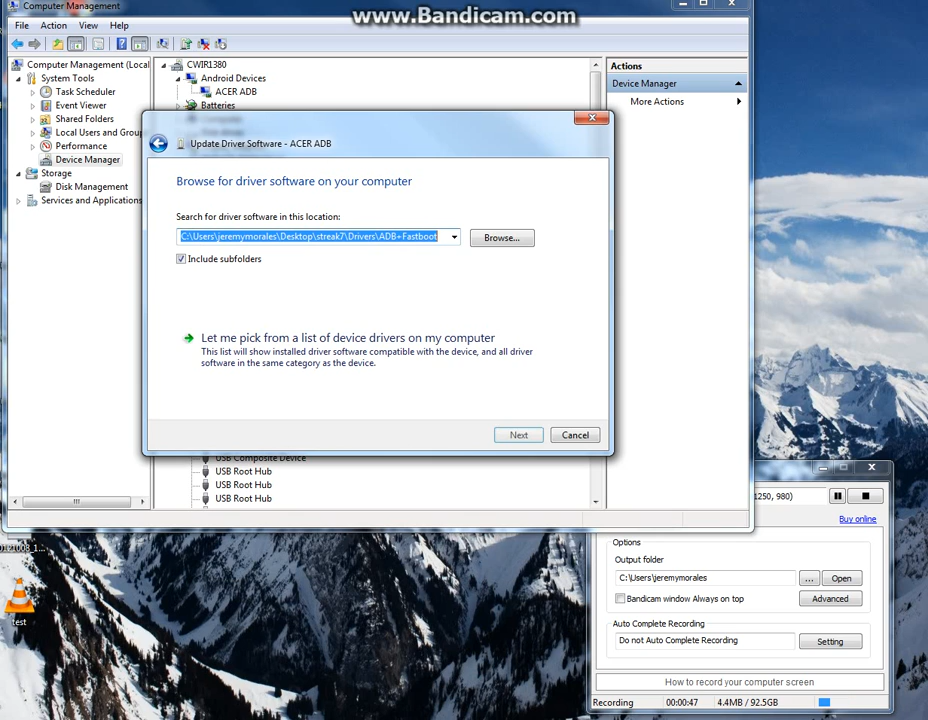 Computer Management
www.Bandicam.com
File Action View Help
Computer Management (Local
System Tools
Task Scheduler
Event Viewer
Shared Folders
Local Users and Grou
Performance
Device Manager
Storage
Disk Management
Services and Applications
CWIR1380
Android Devices
ACER ADB
Batteries
Actions
Device Manager
More Actions
Update Driver Software - ACER ADB
Browse for driver software on your computer
Search for driver software in this location:
C:\Users\jeremymorales\Desktop\streak7\Drivers\ADB+Fastboot
Browse...
Include subfolders
Let me pick from a list of device drivers on my computer
This list will show installed driver software compatible with the device, and all driver
software in the same category as the device.
Next Cancel
USB Composite Device
USB Root Hub
USB Root Hub
USB Root Hub
1250, 980)
Buy online
Options
Output folder
C:\Users\jeremymorales
... Open
Bandicam window Always on top
Advanced
Auto Complete Recording
Do not Auto Complete Recording
Setting
How to record your computer screen
Recording 00:00:47 4.4MB / 92.5GB
test